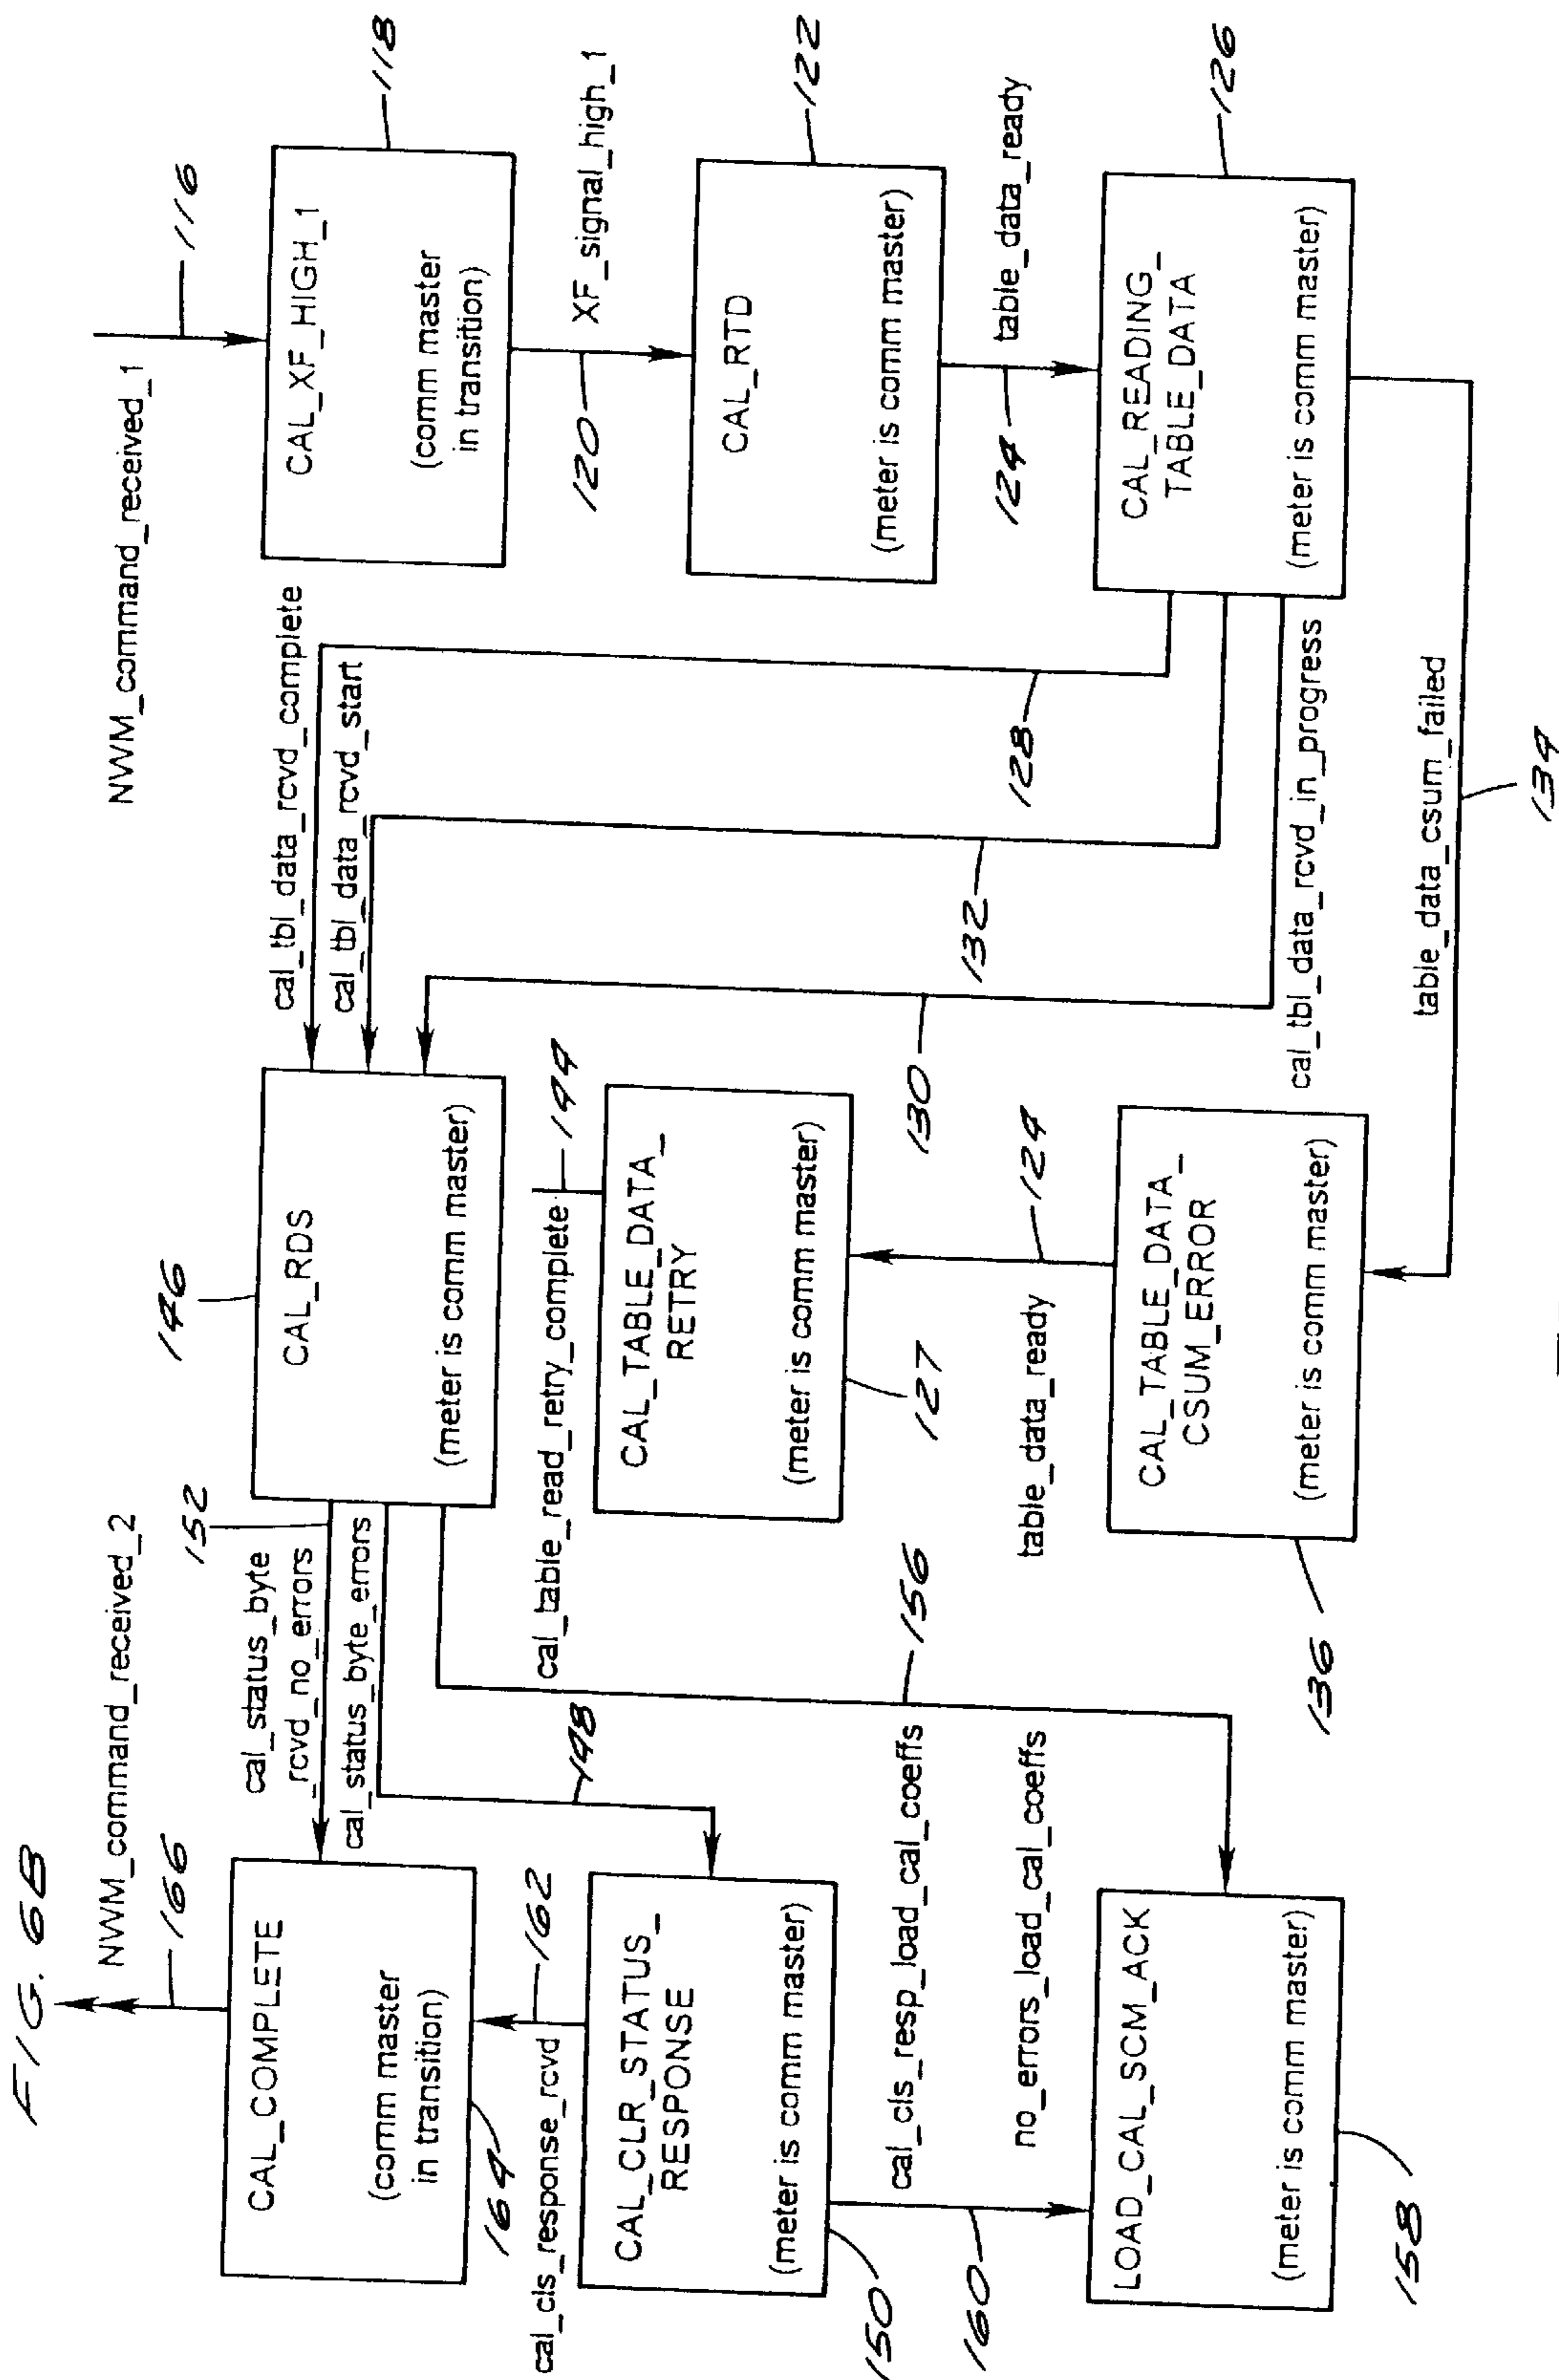 FIG. 6B
NWM_command_received_1
116
CAL_XF_HIGH_1
(comm master
in transition)
118
120
XF_signal_high_1
CAL_RTD
(meter is comm master)
122
124
table_data_ready
CAL_READING_
TABLE_DATA
(meter is comm master)
126
cal_tbl_data_rcvd_complete
cal_tbl_data_rcvd_start
128
132
130
cal_tbl_data_rcvd_in_progress
table_data_csum_failed
134
146
CAL_RDS
(meter is comm master)
cal_table_read_retry_complete
144
CAL_TABLE_DATA_
RETRY
(meter is comm master)
127
table_data_ready
124
CAL_TABLE_DATA_
CSUM_ERROR
(meter is comm master)
136
NWM_command_received_2
166
152
cal_status_byte
_rcvd_no_errors
cal_status_byte_errors
148
156
CAL_COMPLETE
(comm master
in transition)
164
cal_cls_response_rcvd
162
CAL_CLR_STATUS_
RESPONSE
(meter is comm master)
150
160
cal_cls_resp_load_cal_coeffs
no_errors_load_cal_coeffs
LOAD_CAL_SCM_ACK
(meter is comm master)
158